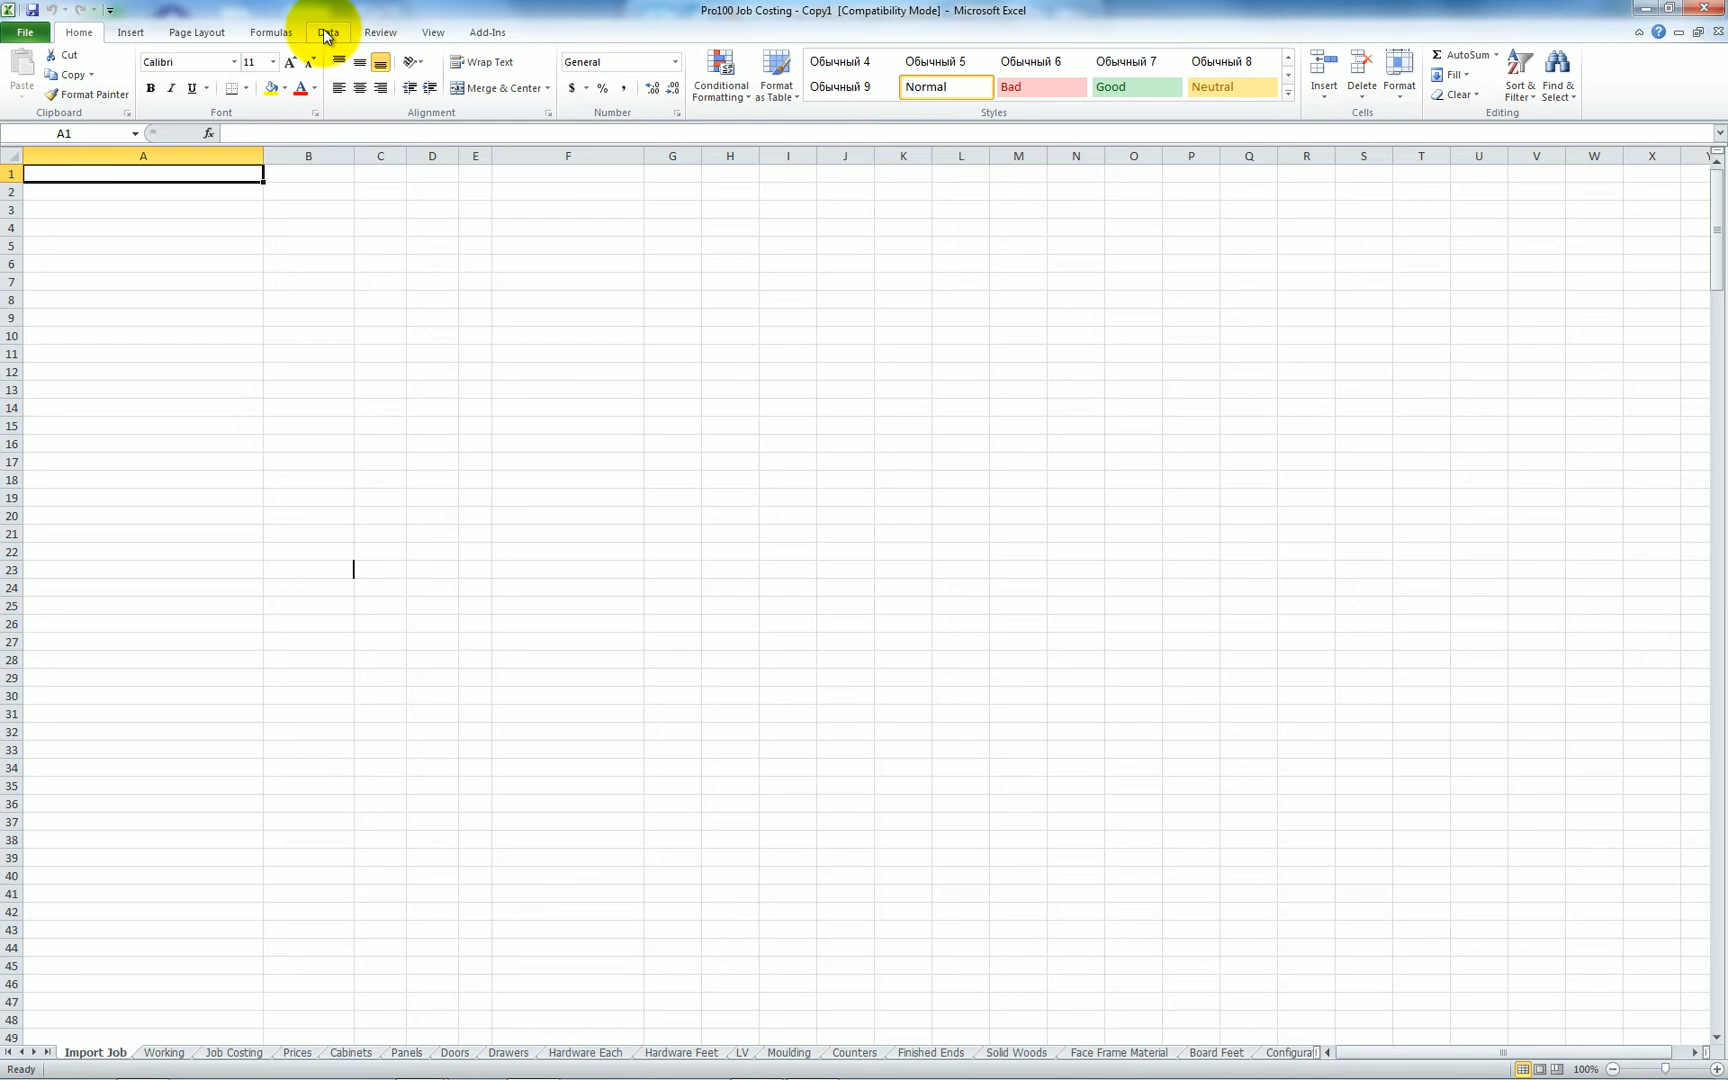 Pro100 Job Costing - Copy1  [Compatibility Mode]  -  Microsoft Excel
File Home Insert Page Layout Formulas Data Review View Add-Ins
Cut
Copy
Format Painter
Paste
Clipboard
Calibri 11
B I U
Font
Wrap Text
Merge & Center
Alignment
General
$ % ,
Number
Conditional Formatting
Format as Table
Обычный 4 Обычный 5 Обычный 6 Обычный 7 Обычный 8
Обычный 9 Normal Bad Good Neutral
Styles
Insert Delete Format
Cells
AutoSum
Fill
Clear
Sort & Filter
Find & Select
Editing
A1 fx
A B C D E F G H I J K L M N O P Q R S T U V W X
1
2
3
4
5
6
7
8
9
10
11
12
13
14
15
16
17
18
19
20
21
22
23
24
25
26
27
28
29
30
31
32
33
34
35
36
37
38
39
40
41
42
43
44
45
46
47
48
49
Import Job Working Job Costing Prices Cabinets Panels Doors Drawers Hardware Each Hardware Feet LV Moulding Counters Finished Ends Solid Woods Face Frame Material Board Feet Configura
Ready 100%